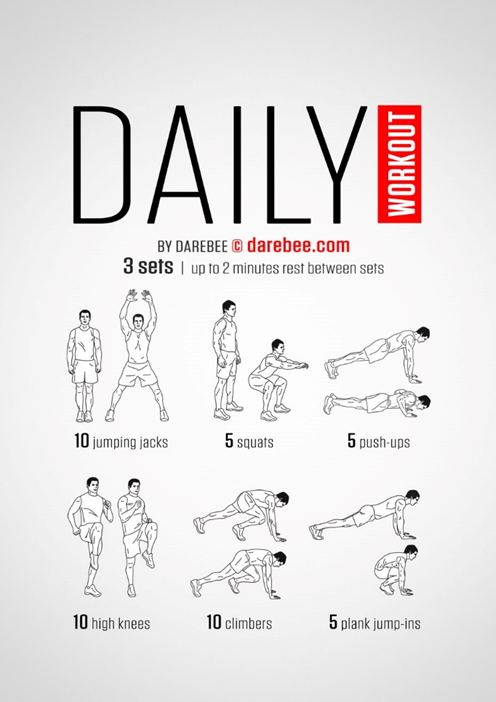 DAILY WORKOUT
BY DAREBEE © darebee.com
3 sets | up to 2 minutes rest between sets
10 jumping jacks
5 squats
5 push-ups
10 high knees
10 climbers
5 plank jump-ins